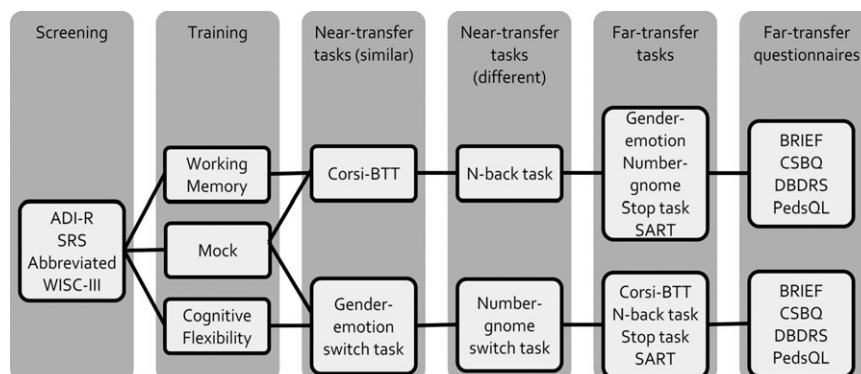 Screening
Training
Near-transfer
tasks (similar)
Near-transfer
tasks
(different)
Far-transfer
tasks
Far-transfer
questionnaires
ADI-R
SRS
Abbreviated
WISC-III
Working
Memory
Mock
Cognitive
Flexibility
Corsi-BTT
Gender-
emotion
switch task
N-back task
Number-
gnome
switch task
Gender-
emotion
Number-
gnome
Stop task
SART
Corsi-BTT
N-back task
Stop task
SART
BRIEF
CSBQ
DBDRS
PedsQL
BRIEF
CSBQ
DBDRS
PedsQL